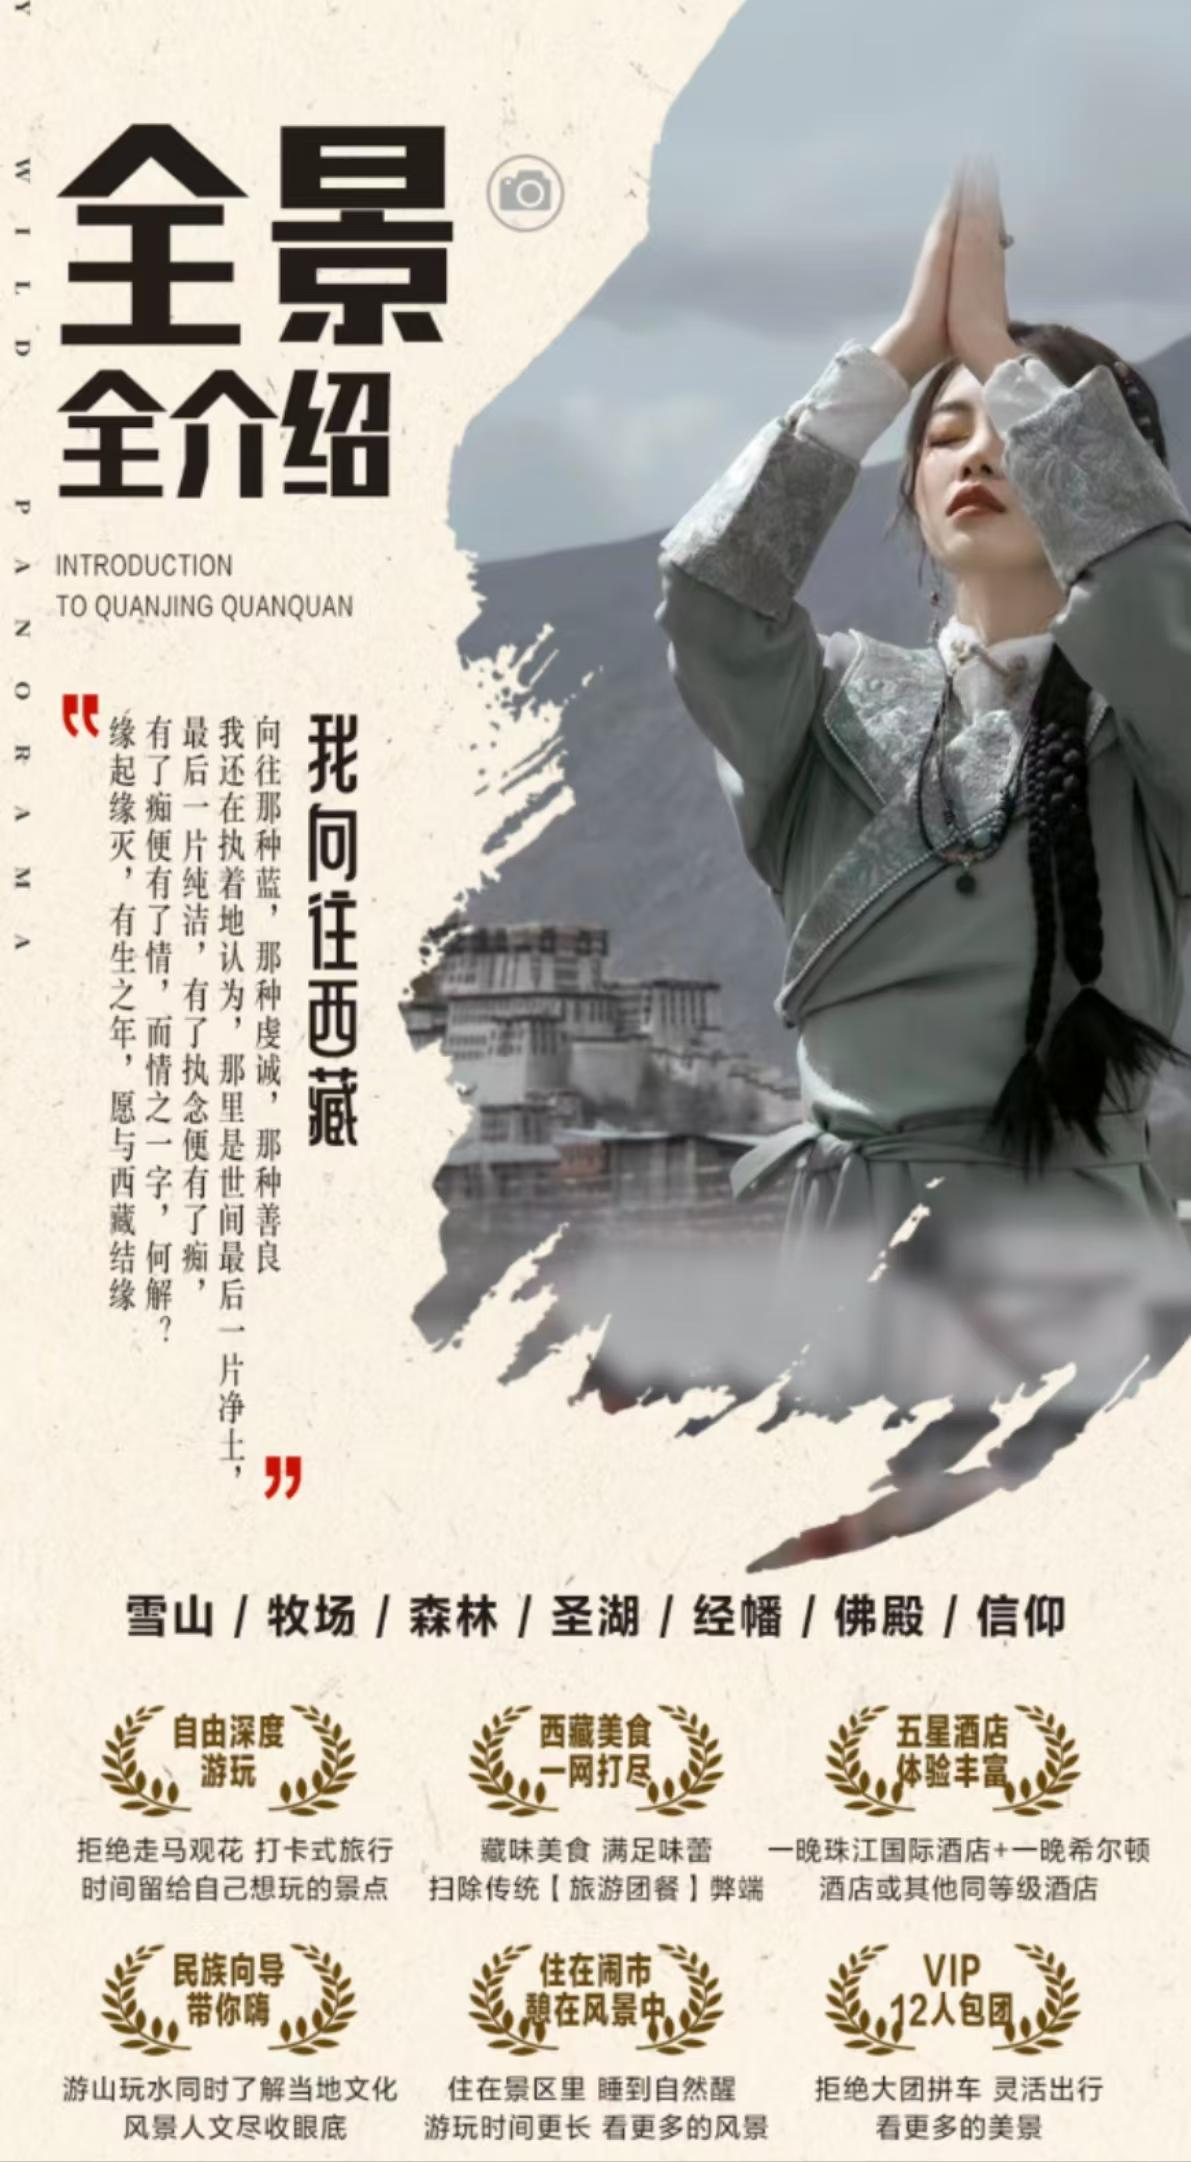 Y WILD PANORAMA
全景
全介绍
INTRODUCTION
TO QUANJING QUANQUAN
我向往西藏
向往那种蓝，那种虔诚，那种善良
我还在执着地认为，那里是世间最后一片净土，
最后一片纯洁，有了执念便有了痴，
有了痴便有了情，而情之一字，何解？
缘起缘灭，有生之年，愿与西藏结缘
雪山 / 牧场 / 森林 / 圣湖 / 经幡 / 佛殿 / 信仰
自由深度
游玩
拒绝走马观花 打卡式旅行
时间留给自己想玩的景点
西藏美食
一网打尽
藏味美食 满足味蕾
扫除传统【旅游团餐】弊端
五星酒店
体验丰富
一晚珠江国际酒店+一晚希尔顿
酒店或其他同等级酒店
民族向导
带你嗨
游山玩水同时了解当地文化
风景人文尽收眼底
住在闹市
憩在风景中
住在景区里 睡到自然醒
游玩时间更长 看更多的风景
VIP
12人包团
拒绝大团拼车 灵活出行
看更多的美景